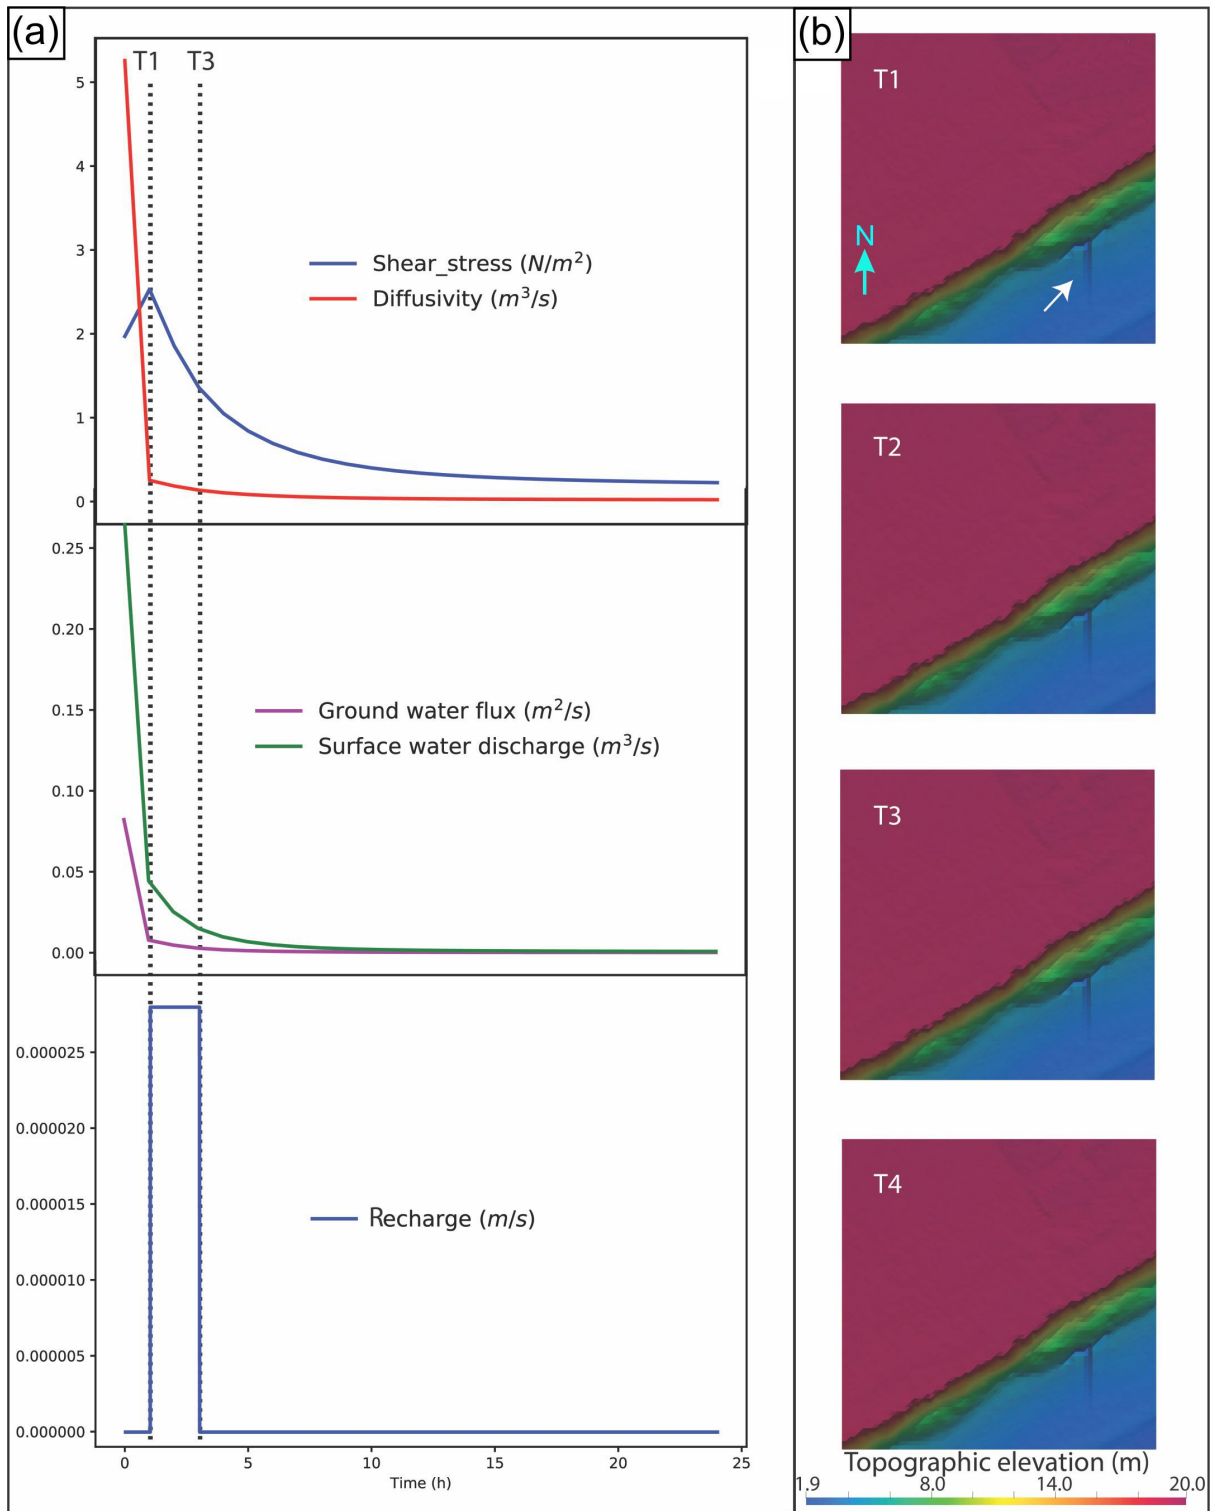 (a)
T1 T3
5
4
3
2
1
0
Shear_stress (N/m²)
Diffusivity (m³/s)
0.25
0.20
0.15
0.10
0.05
0.00
Ground water flux (m²/s)
Surface water discharge (m³/s)
0.000025
0.000020
0.000015
0.000010
0.000005
0.000000
Recharge (m/s)
0 5 10 15 20 25
Time (h)
(b)
T1
N
T2
T3
T4
Topographic elevation (m)
1.9 8.0 14.0 20.0